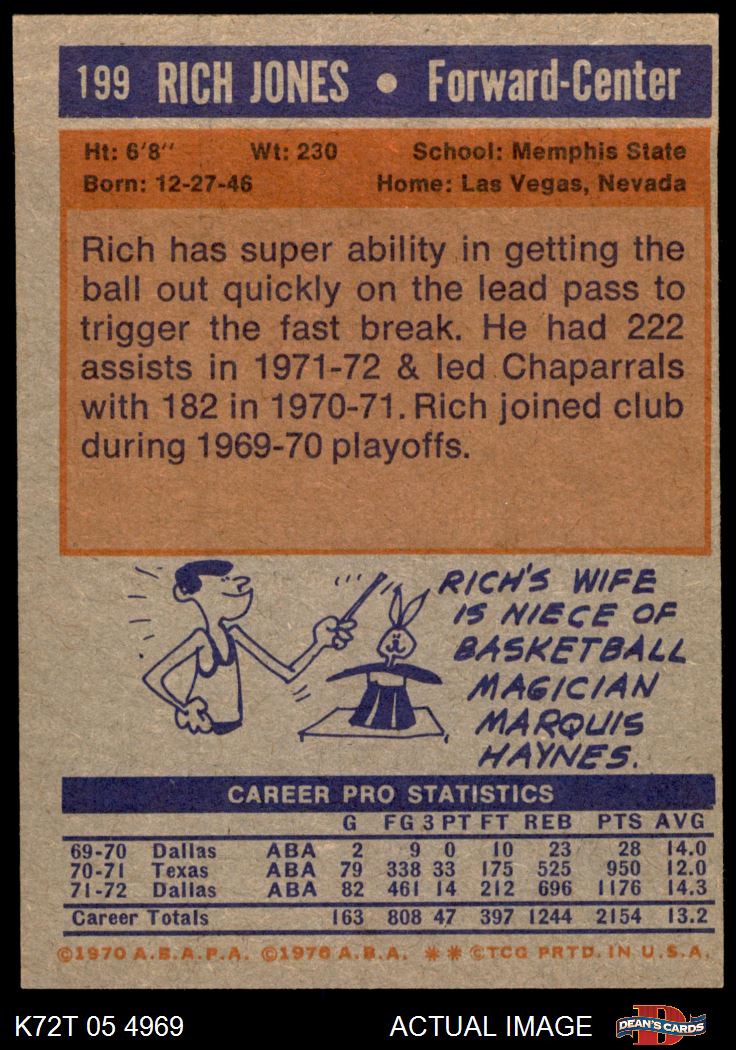 199 RICH JONES • Forward-Center
Ht: 6'8" Wt: 230 School: Memphis State
Born: 12-27-46 Home: Las Vegas, Nevada
Rich has super ability in getting the
ball out quickly on the lead pass to
trigger the fast break. He had 222
assists in 1971-72 & led Chaparrals
with 182 in 1970-71. Rich joined club
during 1969-70 playoffs.
RICH'S WIFE
IS NIECE OF
BASKETBALL
MAGICIAN
MARQUIS
HAYNES.
CAREER PRO STATISTICS
G FG 3 PT FT REB PTS AVG
69-70 Dallas ABA 2 9 0 10 23 28 14.0
70-71 Texas ABA 79 338 33 175 525 950 12.0
71-72 Dallas ABA 82 461 14 212 696 1176 14.3
Career Totals 163 808 47 397 1244 2154 13.2
©1970 A.B.A.P.A. ©1970 A.B.A. ** ©TCG PRTD. IN U.S.A.
K72T 05 4969 ACTUAL IMAGE D DEAN'S CARDS